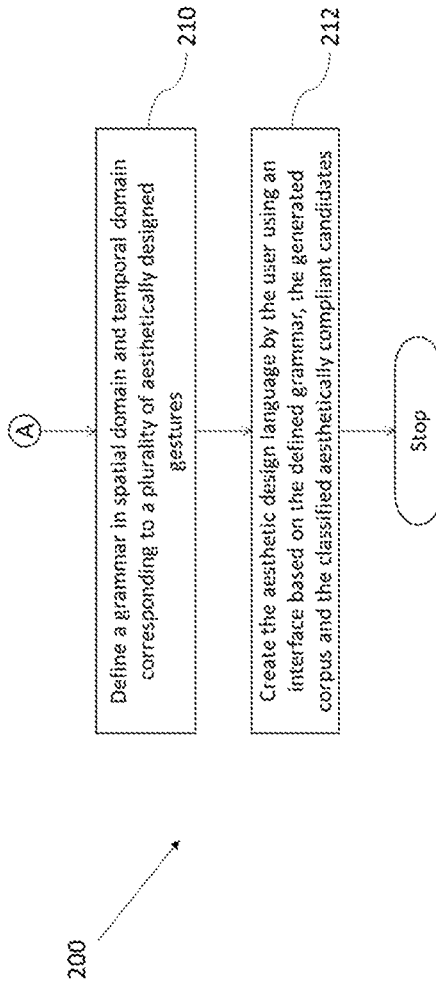 A
Define a grammar in spatial domain and temporal domain
corresponding to a plurality of aesthetically designed
gestures
210
Create the aesthetic design language by the user using an
interface based on the defined grammar, the generated
corpus and the classified aesthetically compliant candidates
212
Stop
200